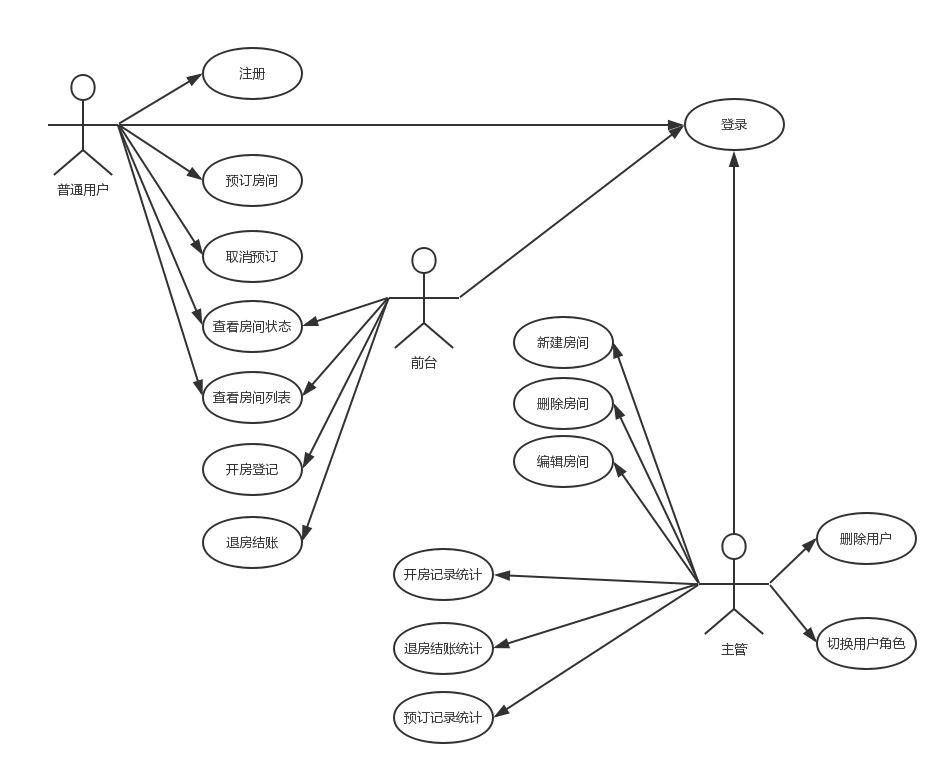 注册
登录
普通用户
预订房间
取消预订
查看房间状态
前台
新建房间
查看房间列表
删除房间
开房登记
编辑房间
退房结账
删除用户
开房记录统计
主管
切换用户角色
退房结账统计
预订记录统计